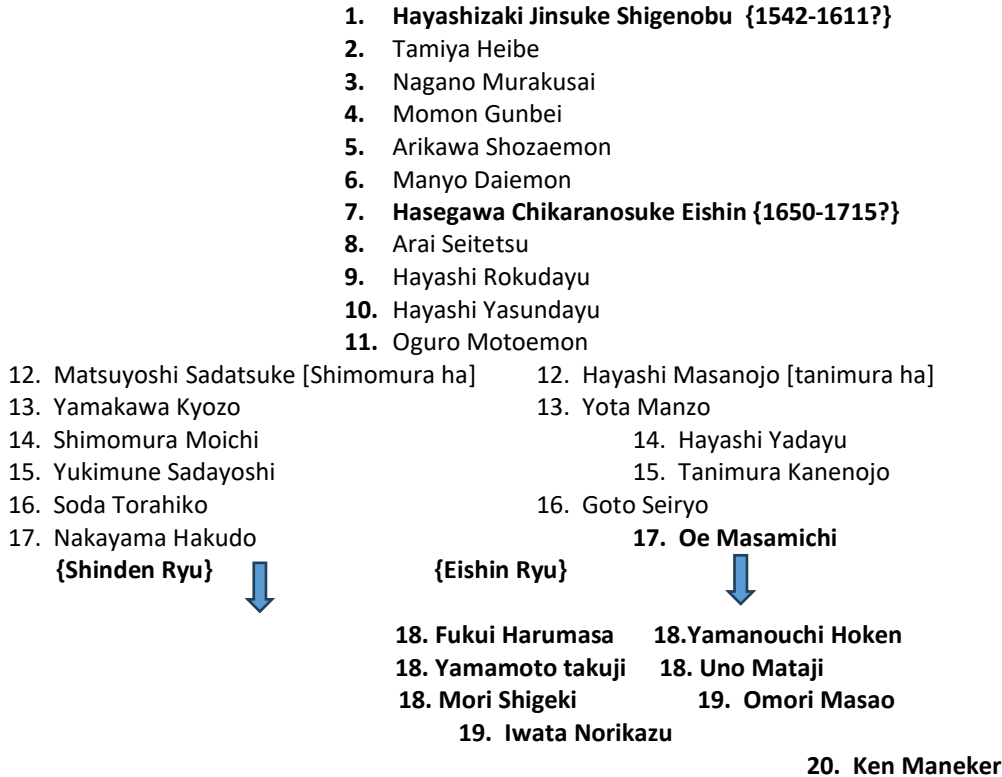 1. Hayashizaki Jinsuke Shigenobu {1542-1611?}
2. Tamiya Heibe
3. Nagano Murakusai
4. Momon Gunbei
5. Arikawa Shozaemon
6. Manyo Daiemon
7. Hasegawa Chikaranosuke Eishin {1650-1715?}
8. Arai Seitetsu
9. Hayashi Rokudayu
10. Hayashi Yasundayu
11. Oguro Motoemon
12. Matsuyoshi Sadatsuke [Shimomura ha] 12. Hayashi Masanojo [tanimura ha]
13. Yamakawa Kyozo 13. Yota Manzo
14. Shimomura Moichi 14. Hayashi Yadayu
15. Yukimune Sadayoshi 15. Tanimura Kanenojo
16. Soda Torahiko 16. Goto Seiryo
17. Nakayama Hakudo 17. Oe Masamichi
{Shinden Ryu} {Eishin Ryu}
18. Fukui Harumasa 18.Yamanouchi Hoken
18. Yamamoto takuji 18. Uno Mataji
18. Mori Shigeki 19. Omori Masao
19. Iwata Norikazu
20. Ken Maneker